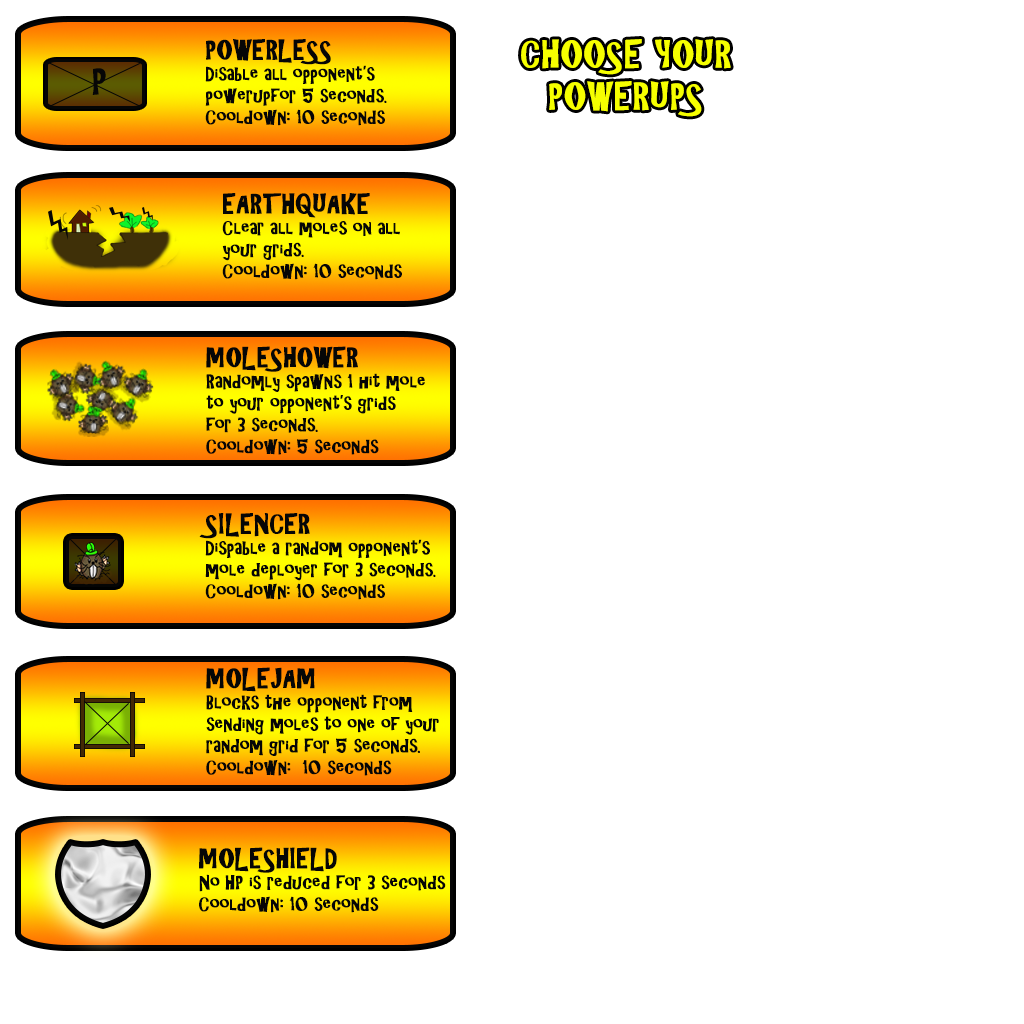 POWERLESS
Disable all opponent's
powerupFor 5 seconds.
Cooldown: 10 seconds
P
CHOOSE YOUR
POWERUPS
EARTHQUAKE
Clear all moles on all
your grids.
Cooldown: 10 seconds
MOLESHOWER
Randomly spawns 1 hit mole
to your opponent's grids
For 3 seconds.
Cooldown: 5 seconds
SILENCER
Dispable a random opponent's
mole deployer For 3 seconds.
Cooldown: 10 seconds
MOLEJAM
Blocks the opponent From
sending moles to one oF your
random grid For 5 seconds.
Cooldown:  10 seconds
MOLESHIELD
No HP is reduced For 3 seconds
Cooldown: 10 seconds